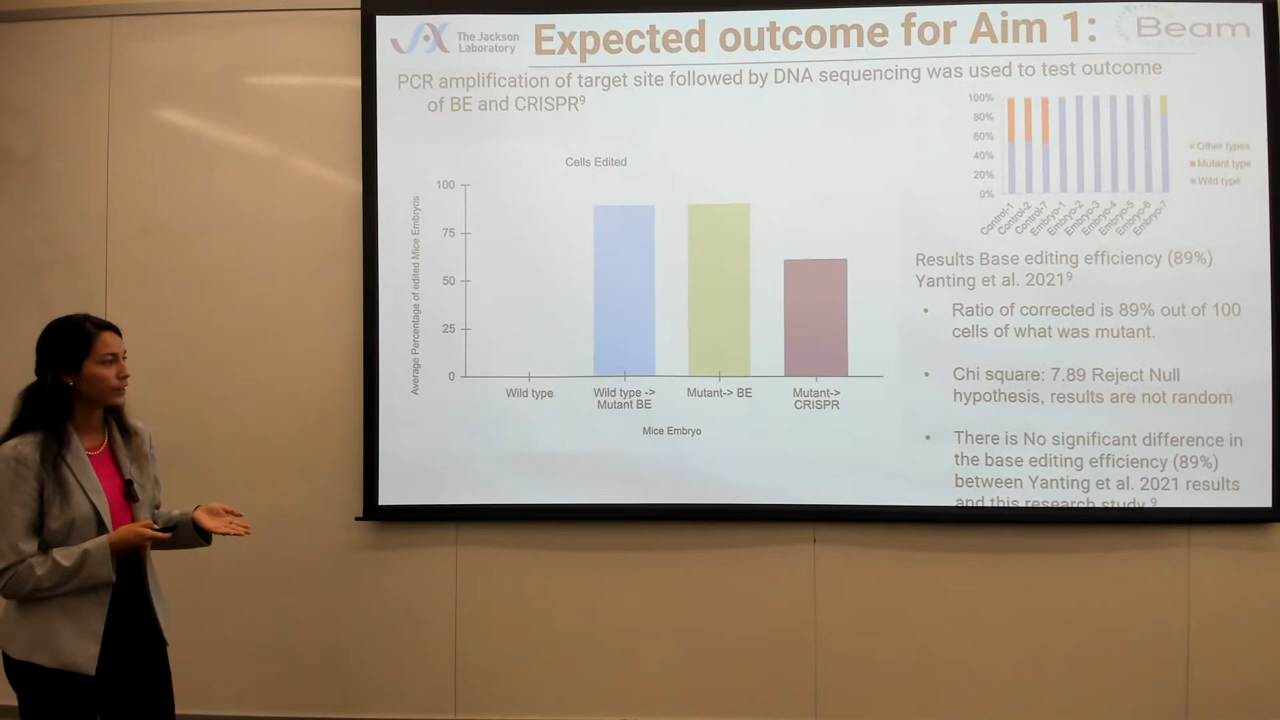 The Jackson
Laboratory
Expected outcome for Aim 1:
Beam
PCR amplification of target site followed by DNA sequencing was used to test outcome
of BE and CRISPR⁹
Cells Edited
Average Percentage of edited Mice Embryos
100
75
50
25
0
Wild type
Wild type ->
Mutant BE
Mutant-> BE
Mutant->
CRISPR
Mice Embryo
100%
80%
60%
40%
20%
0%
Control-1
Control-2
Control-7
Embryo-1
Embryo-2
Embryo-3
Embryo-4
Embryo-5
Embryo-6
Embryo-7
Other types
Mutant type
Wild type
Results Base editing efficiency (89%)
Yanting et al. 2021⁹
• Ratio of corrected is 89% out of 100
cells of what was mutant.
• Chi square: 7.89 Reject Null
hypothesis, results are not random
• There is No significant difference in
the base editing efficiency (89%)
between Yanting et al. 2021 results
and this research study.⁹